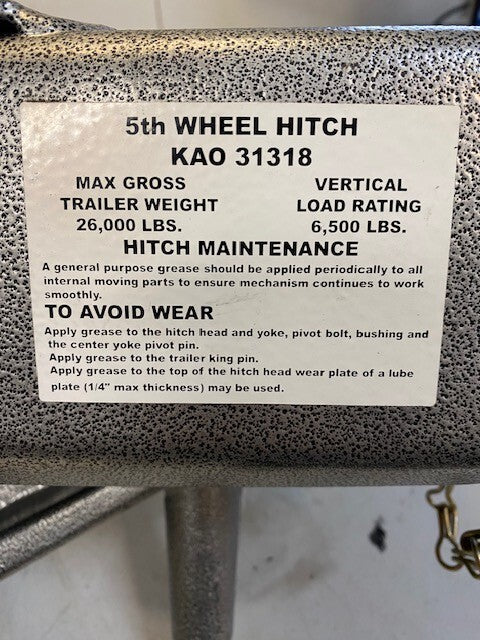 5th WHEEL HITCH
KAO 31318
MAX GROSS VERTICAL
TRAILER WEIGHT LOAD RATING
26,000 LBS. 6,500 LBS.
HITCH MAINTENANCE
A general purpose grease should be applied periodically to all
internal moving parts to ensure mechanism continues to work
smoothly.
TO AVOID WEAR
Apply grease to the hitch head and yoke, pivot bolt, bushing and
the center yoke pivot pin.
Apply grease to the trailer king pin.
Apply grease to the top of the hitch head wear plate of a lube
plate (1/4" max thickness) may be used.